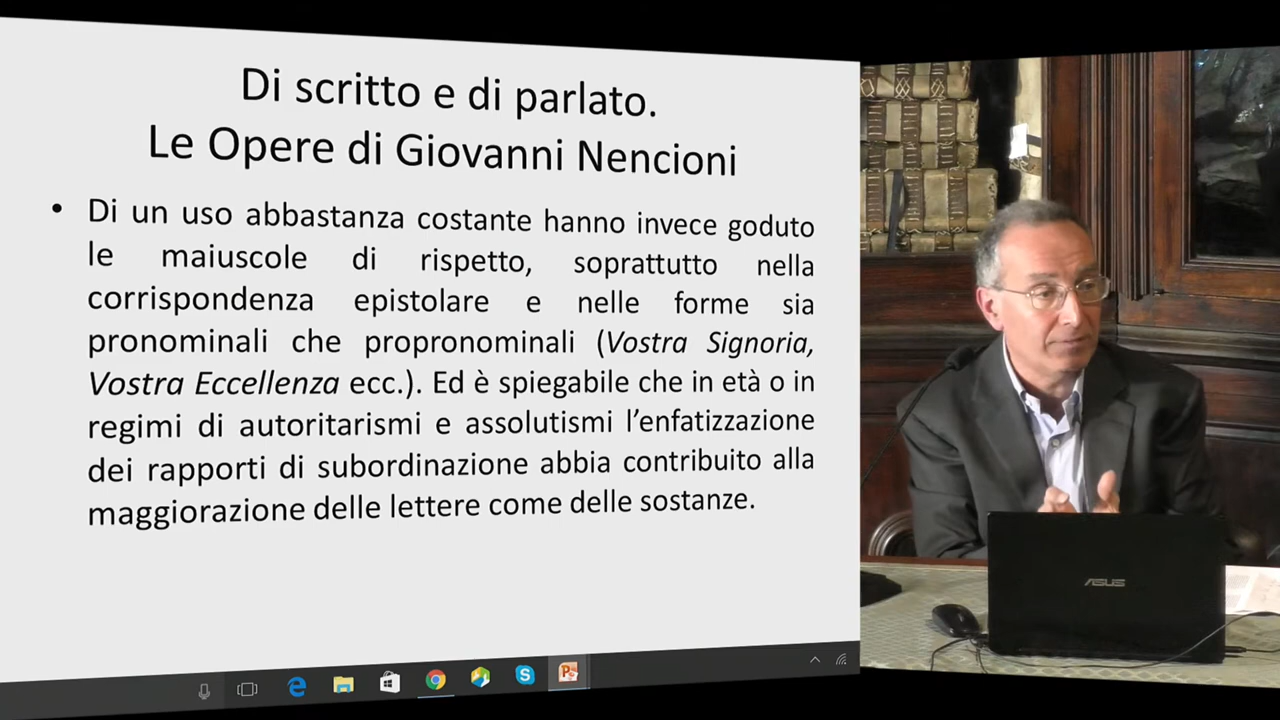 Di scritto e di parlato.
Le Opere di Giovanni Nencioni
• Di un uso abbastanza costante hanno invece goduto
le maiuscole di rispetto, soprattutto nella
corrispondenza epistolare e nelle forme sia
pronominali che propronominali (Vostra Signoria,
Vostra Eccellenza ecc.). Ed è spiegabile che in età o in
regimi di autoritarismi e assolutismi l’enfatizzazione
dei rapporti di subordinazione abbia contribuito alla
maggiorazione delle lettere come delle sostanze.
ASUS